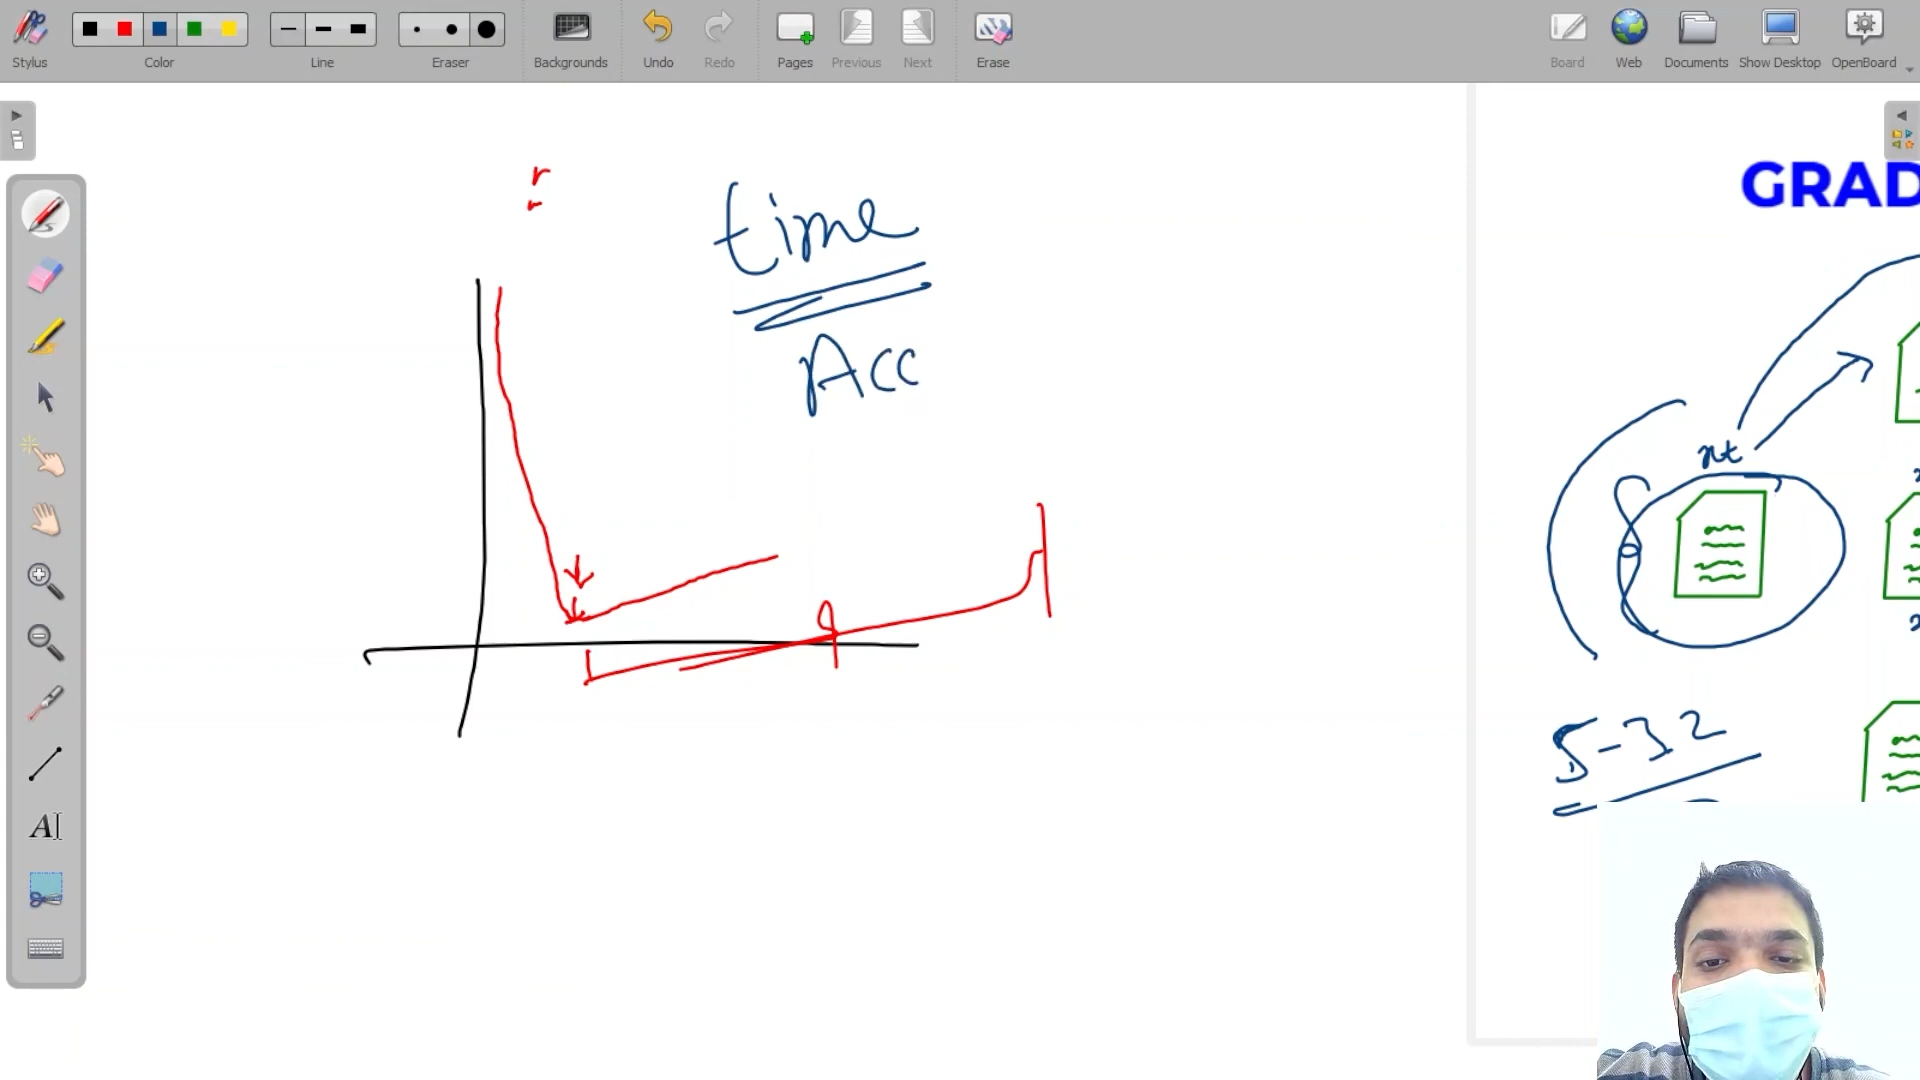 Stylus
Color
Line
Eraser
Backgrounds
Undo
Redo
Pages
Previous
Next
Erase
Board
Web
Documents
Show Desktop
OpenBoard
GRAD
r
time
Acc
xt
5-32